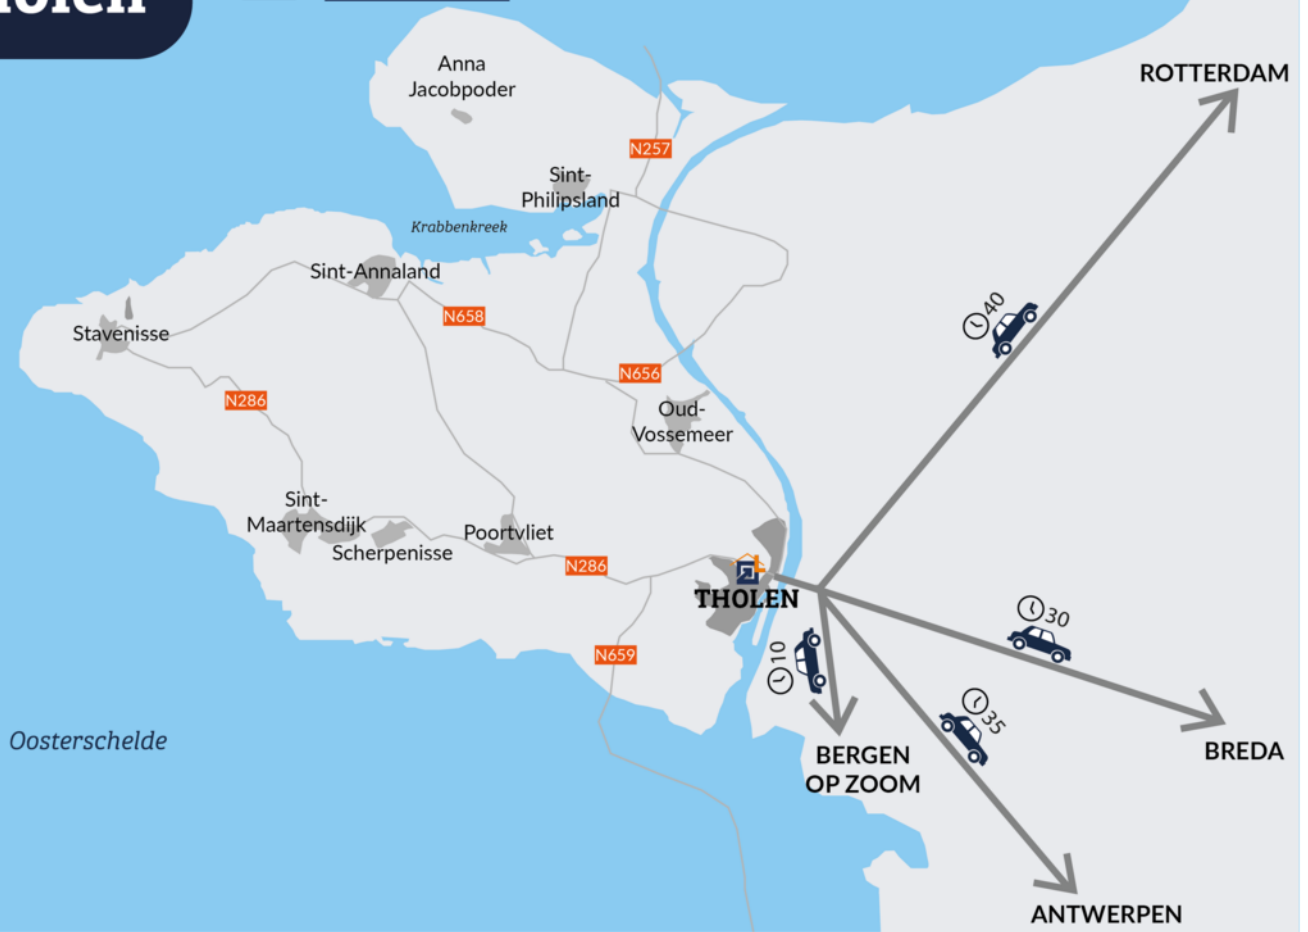 Anna
Jacobpoder
ROTTERDAM
N257
Sint-
Philipsland
Krabbenkreek
Sint-Annaland
40
N658
Stavenisse
N656
N286
Oud-
Vossemeer
Sint-
Maartensdijk
Poortvliet
Scherpenisse
N286
THOLEN
30
10
N659
35
Oosterschelde
BERGEN
OP ZOOM
BREDA
ANTWERPEN